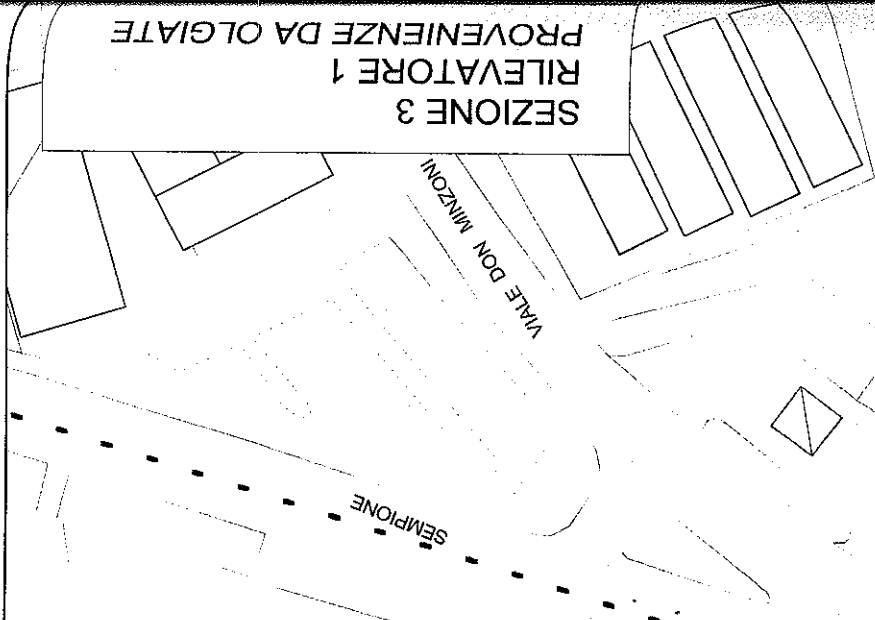 SEZIONE 3
RILEVATORE 1
PROVENIENZE DA OLGIATE
VIALE DON MINZONI
SEMPIONE